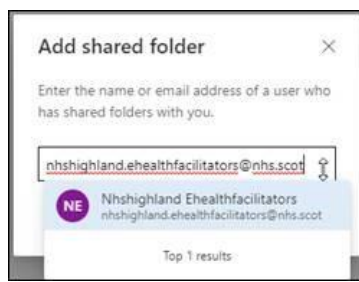 Add shared folder
Enter the name or email address of a user who
has shared folders with you.
nhshighland.ehealthfacilitators@nhs.scot
NE
Nhshighland Ehealthfacilitators
nhshighland.ehealthfacilitators@nhs.scot
Top 1 results